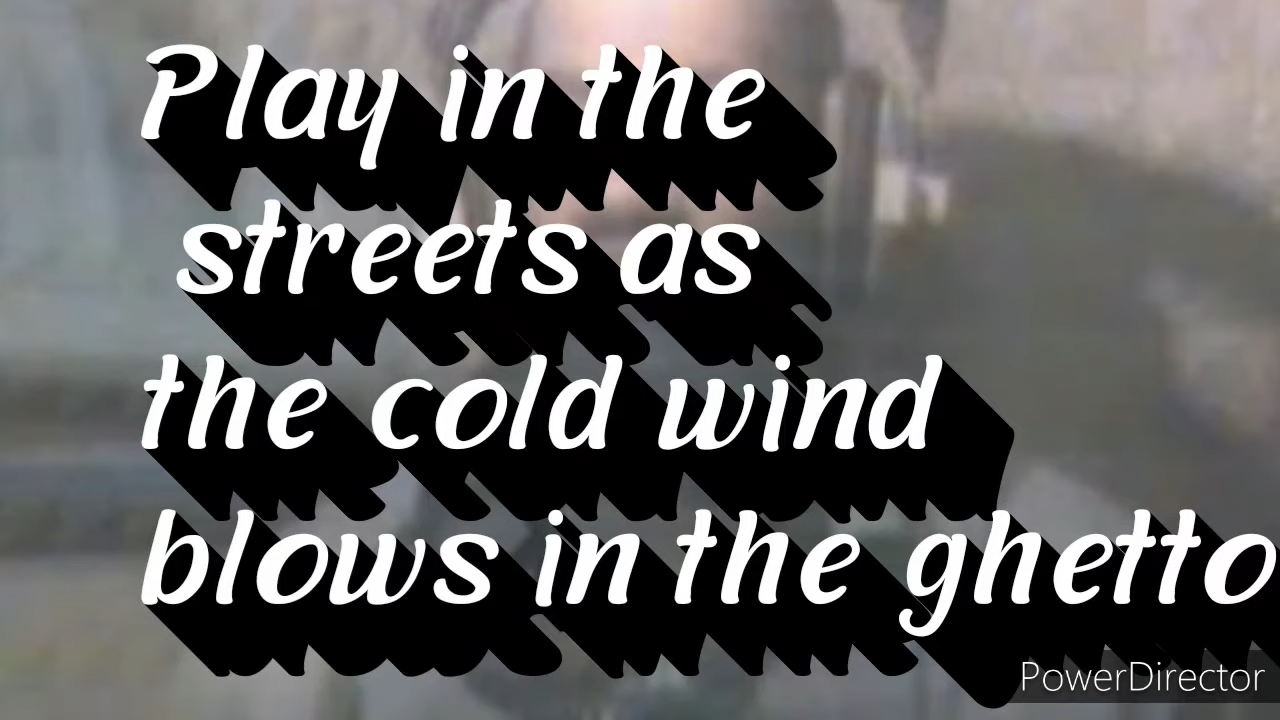 Play in the
streets as
the cold wind
blows in the ghetto
PowerDirector